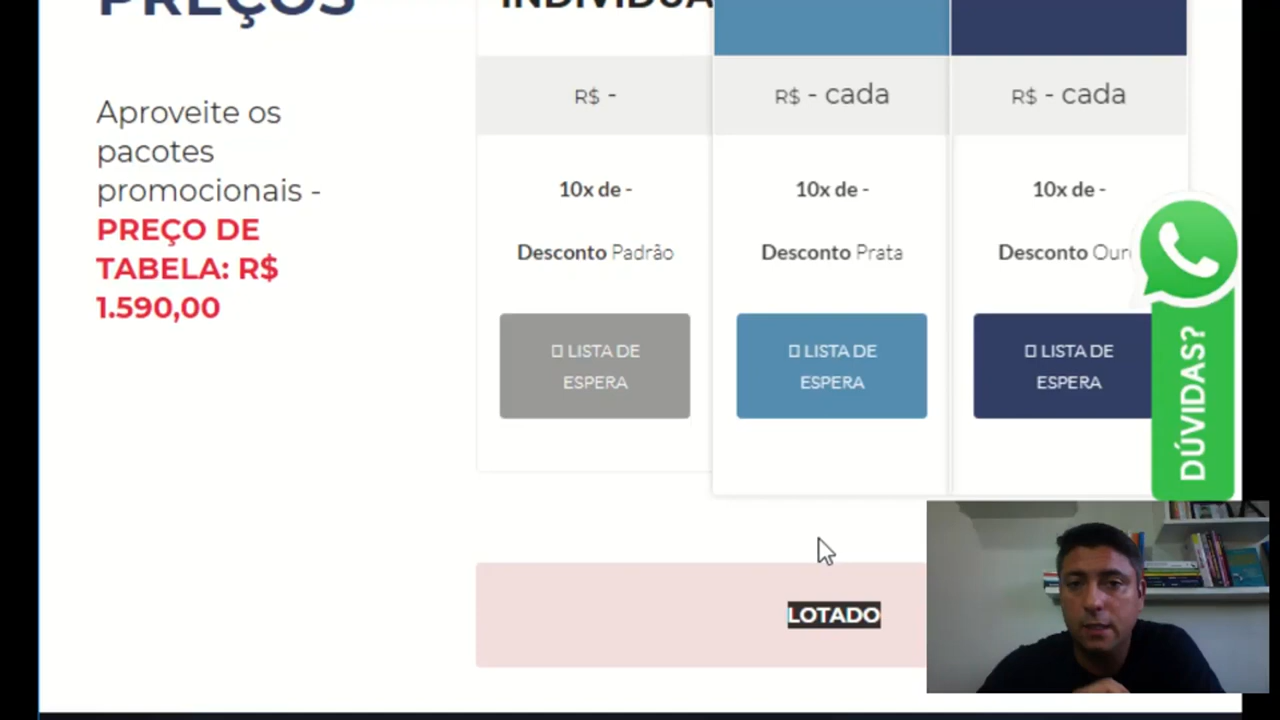 PREÇOS
Aproveite os
pacotes
promocionais -
PREÇO DE
TABELA: R$
1.590,00
INDIVIDUA
R$ -
R$ - cada
R$ - cada
10x de -
10x de -
10x de -
Desconto Padrão
Desconto Prata
Desconto Ouro
LISTA DE
ESPERA
LISTA DE
ESPERA
LISTA DE
ESPERA
DÚVIDAS?
LOTADO